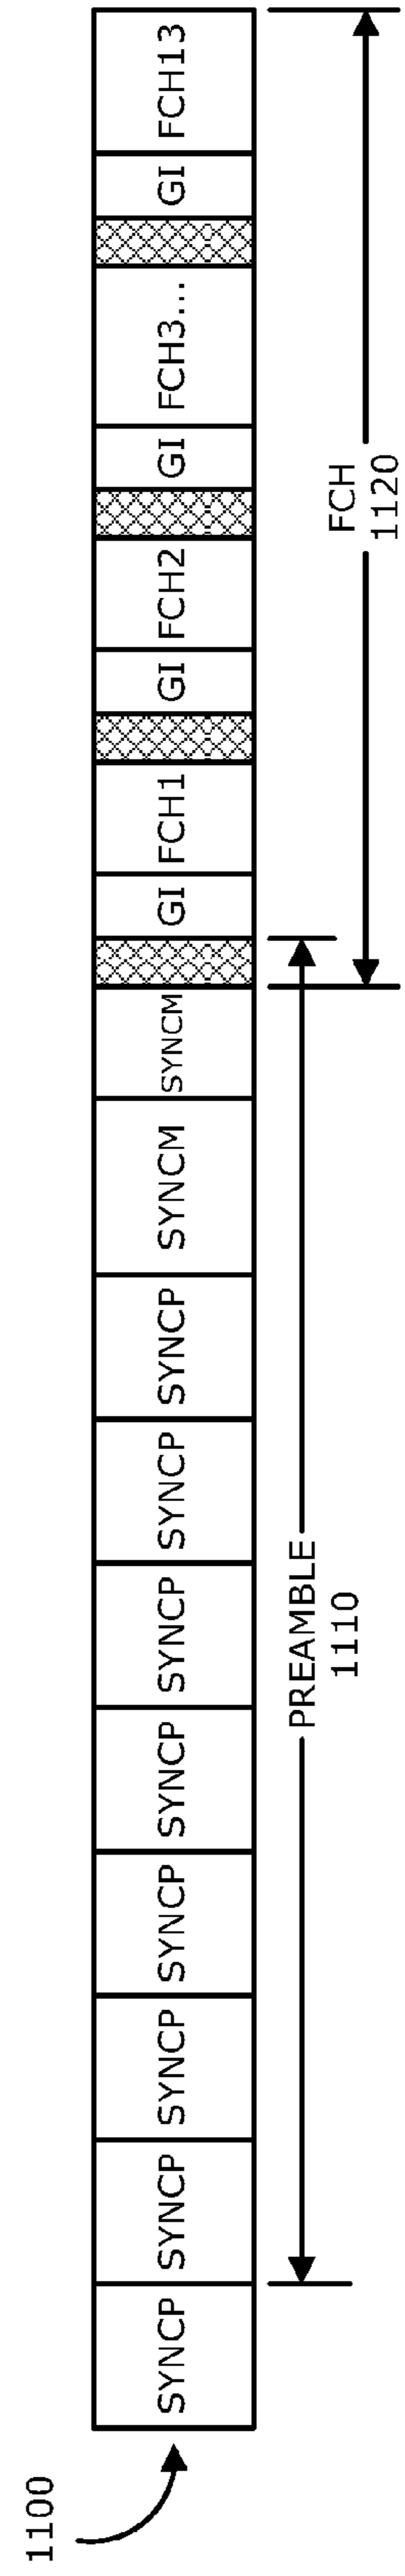 1100
SYNCP
SYNCP
SYNCP
SYNCP
SYNCP
SYNCP
SYNCP
SYNCP
SYNCM
SYNCM
GI
FCH1
GI
FCH2
GI
FCH3...
GI
FCH13
PREAMBLE
1110
FCH
1120